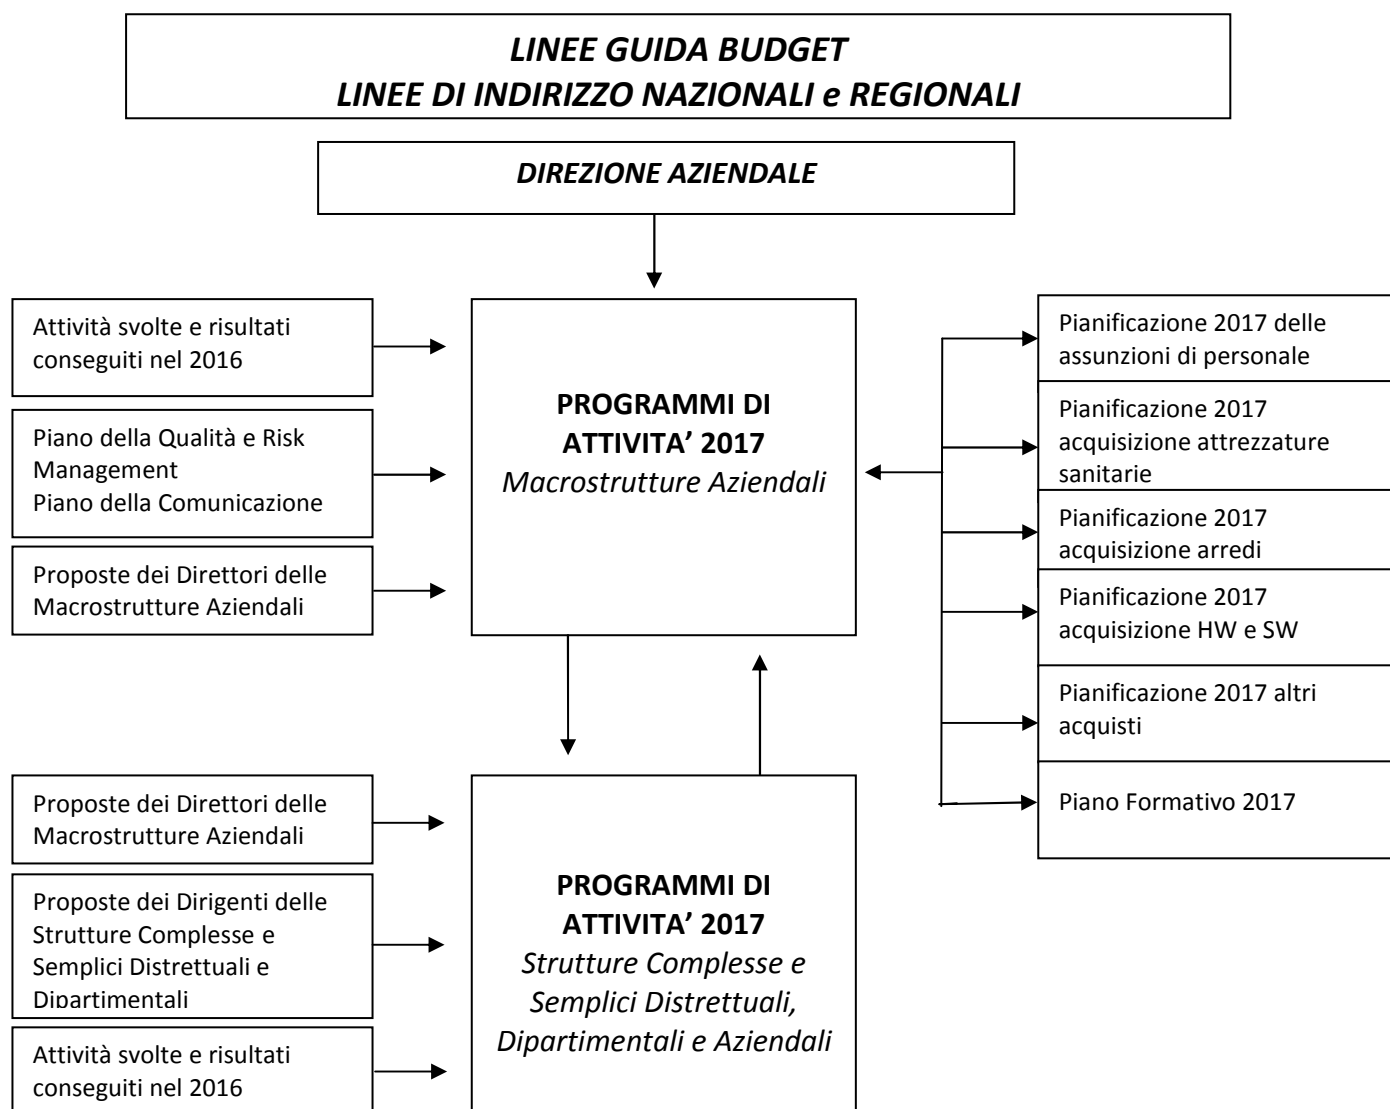 LINEE GUIDA BUDGET
LINEE DI INDIRIZZO NAZIONALI e REGIONALI
DIREZIONE AZIENDALE
Attività svolte e risultati
conseguiti nel 2016
Piano della Qualità e Risk
Management
Piano della Comunicazione
Proposte dei Direttori delle
Macrostrutture Aziendali
PROGRAMMI DI
ATTIVITA’ 2017
Macrostrutture Aziendali
Pianificazione 2017 delle
assunzioni di personale
Pianificazione 2017
acquisizione attrezzature
sanitarie
Pianificazione 2017
acquisizione arredi
Pianificazione 2017
acquisizione HW e SW
Pianificazione 2017 altri
acquisti
Piano Formativo 2017
Proposte dei Direttori delle
Macrostrutture Aziendali
Proposte dei Dirigenti delle
Strutture Complesse e
Semplici Distrettuali e
Dipartimentali
Attività svolte e risultati
conseguiti nel 2016
PROGRAMMI DI
ATTIVITA’ 2017
Strutture Complesse e
Semplici Distrettuali,
Dipartimentali e Aziendali